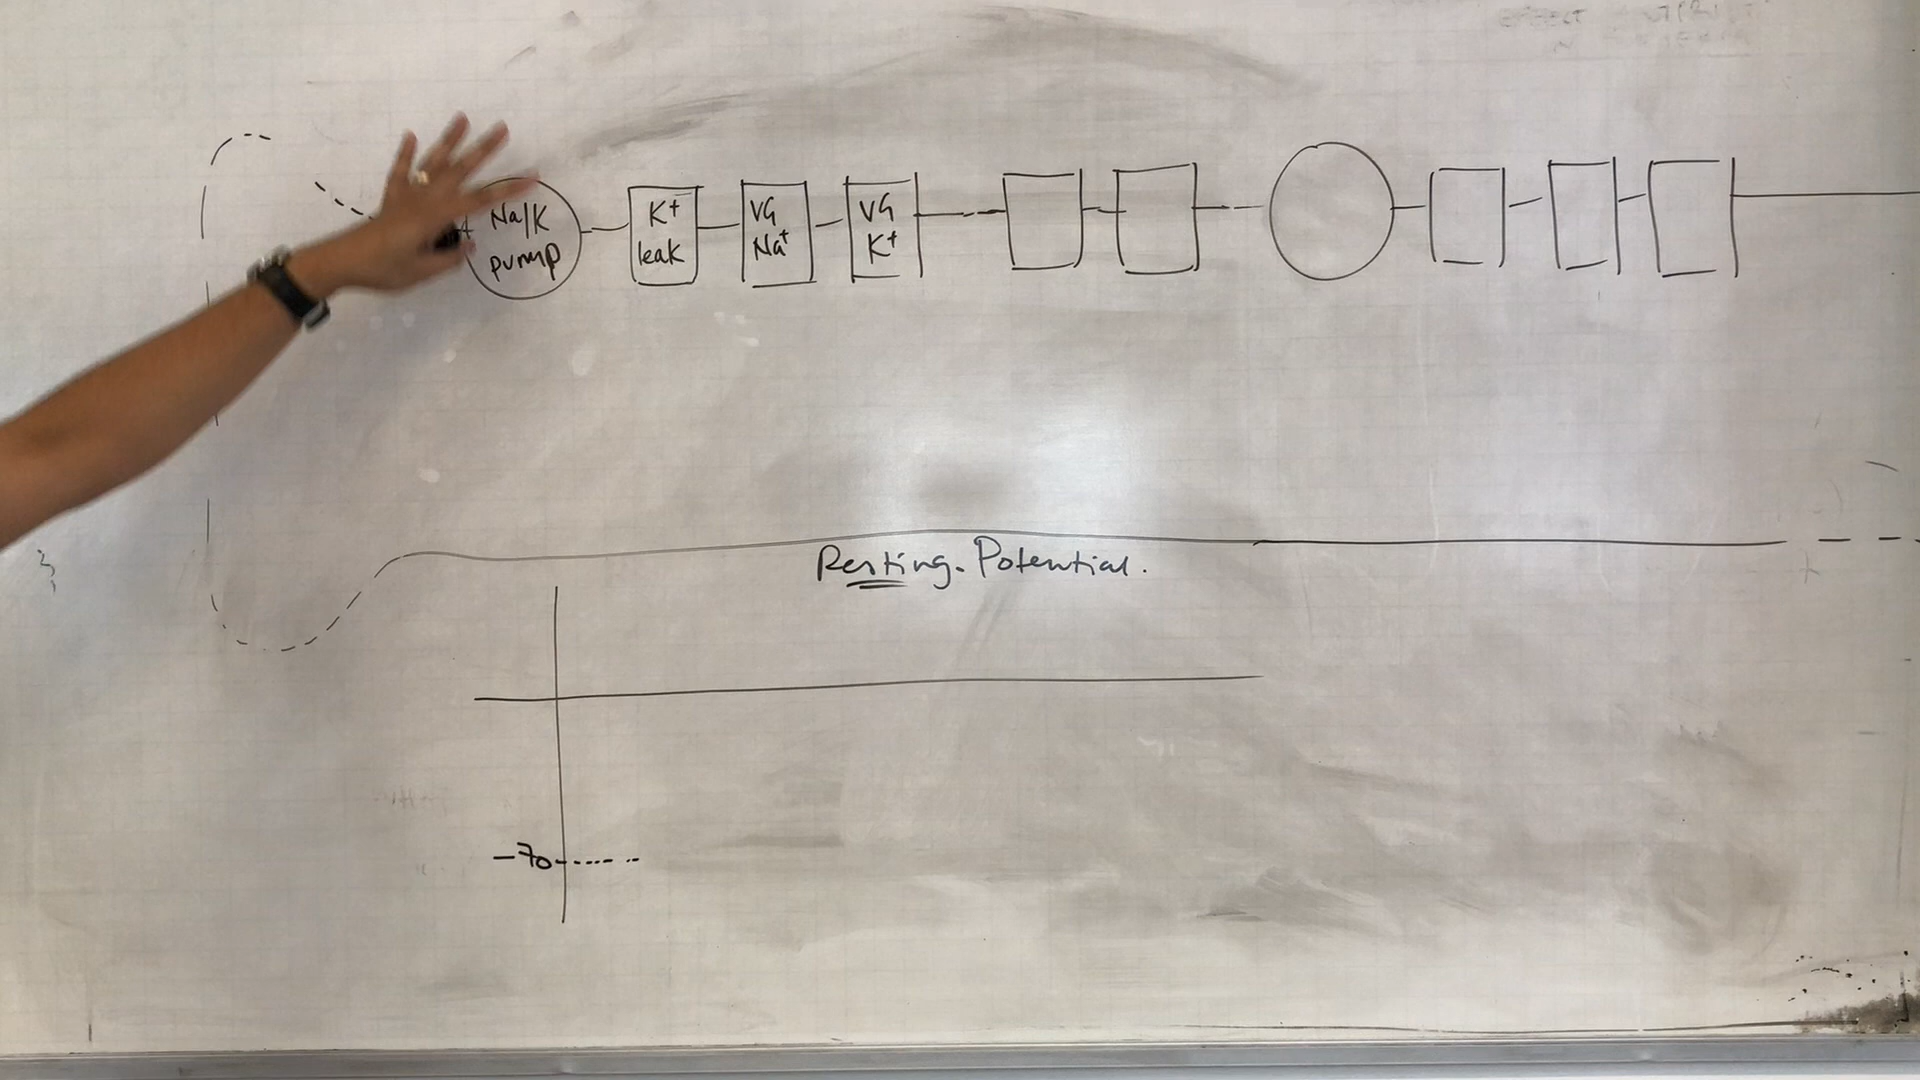 Na/K
pump
K+
leak
VG
Na+
VG
K+
Resting Potential.
-70